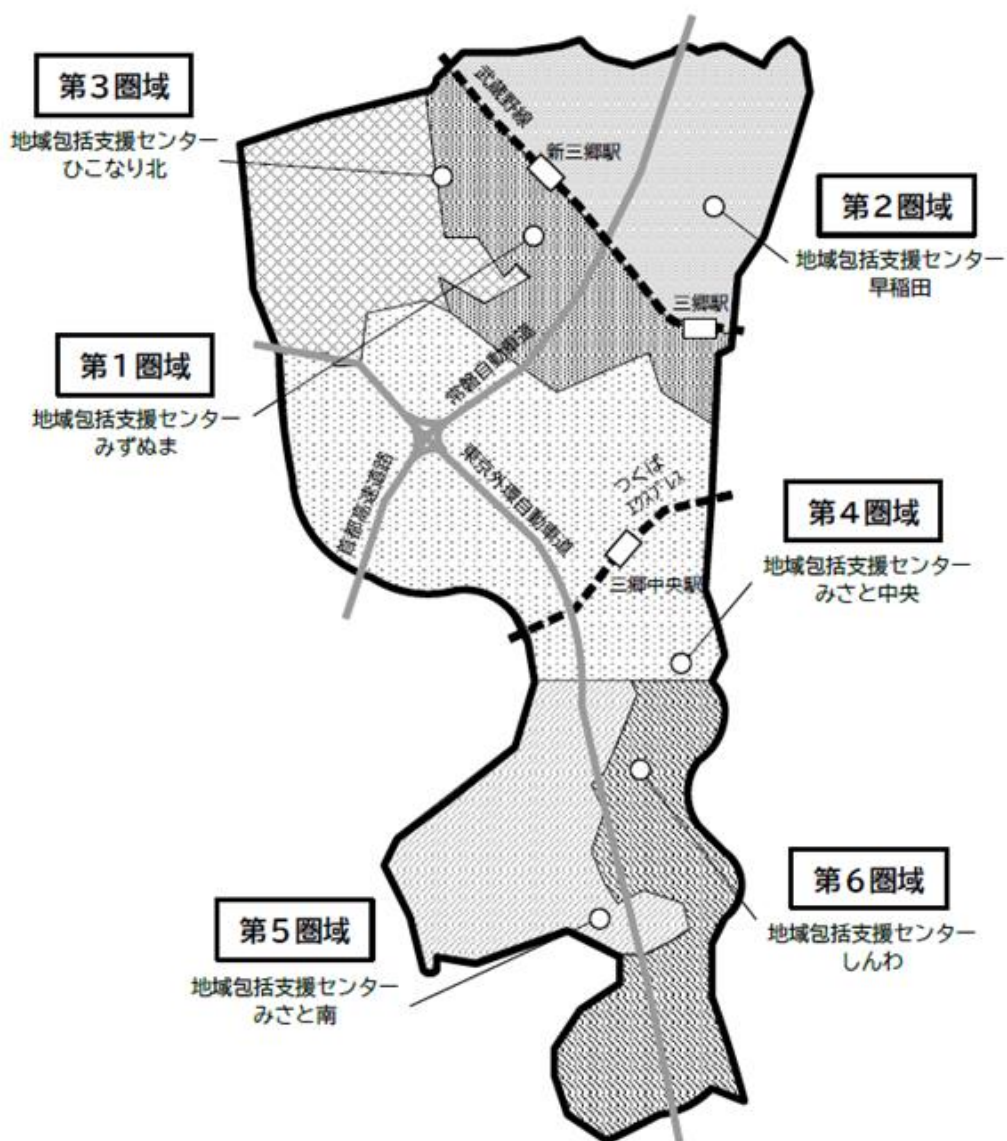 第3圏域
地域包括支援センター
ひこなり北
武蔵野線
新三郷駅
第2圏域
地域包括支援センター
早稲田
三郷駅
第1圏域
地域包括支援センター
みずぬま
常磐自動車道
首都高速道路
東京外環自動車道
つくば
エクスプレス
三郷中央駅
第4圏域
地域包括支援センター
みさと中央
第6圏域
地域包括支援センター
しんわ
第5圏域
地域包括支援センター
みさと南